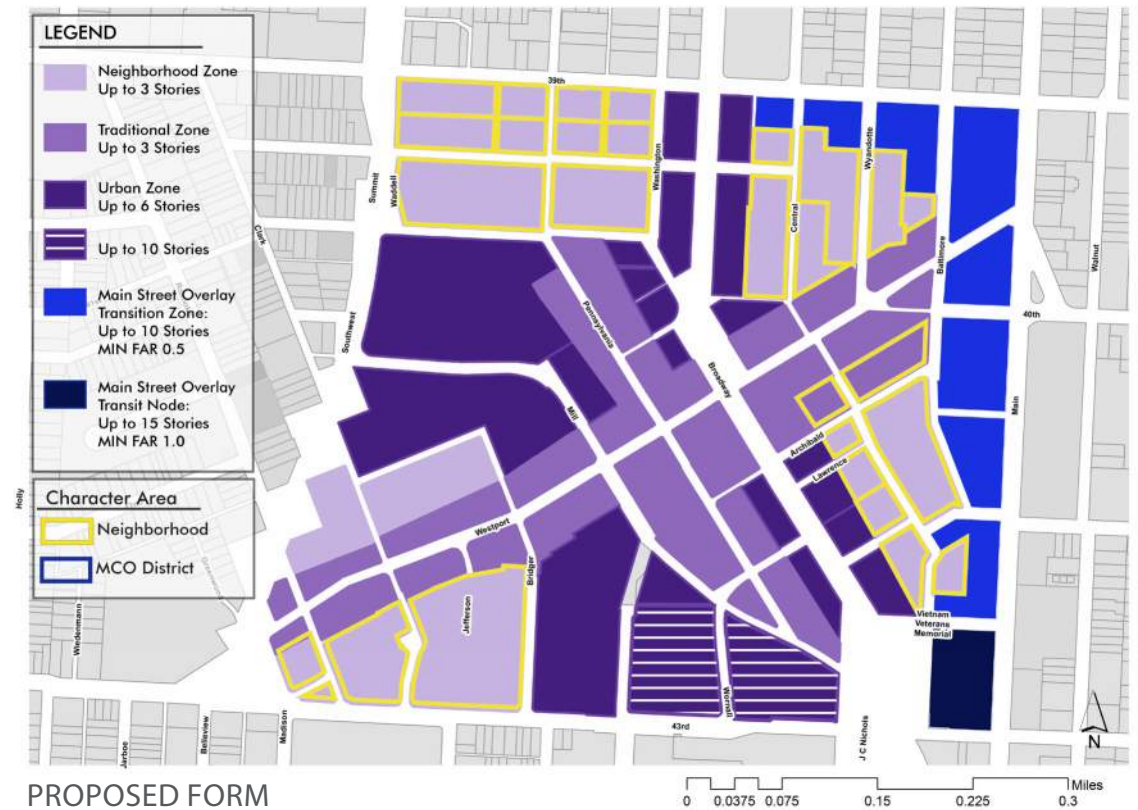 LEGEND
Neighborhood Zone
Up to 3 Stories
Traditional Zone
Up to 3 Stories
Urban Zone
Up to 6 Stories
Up to 10 Stories
Main Street Overlay
Transition Zone:
Up to 10 Stories
MIN FAR 0.5
Main Street Overlay
Transit Node:
Up to 15 Stories
MIN FAR 1.0
Character Area
Neighborhood
MCO District
39th
Summit
Waddell
Washington
Central
Wyandotte
Baltimore
Walnut
Clark
Southwest
Pennsylvania
Broadway
40th
Main
Mill
Archibald
Lawrence
Holly
Westport
Bridger
Jefferson
Wiedenmann
Vietnam
Veterans
Memorial
Wornall
43rd
Madison
Belleview
Jarboe
J C Nichols
N
PROPOSED FORM
0 0.0375 0.075 0.15 0.225 0.3
Miles